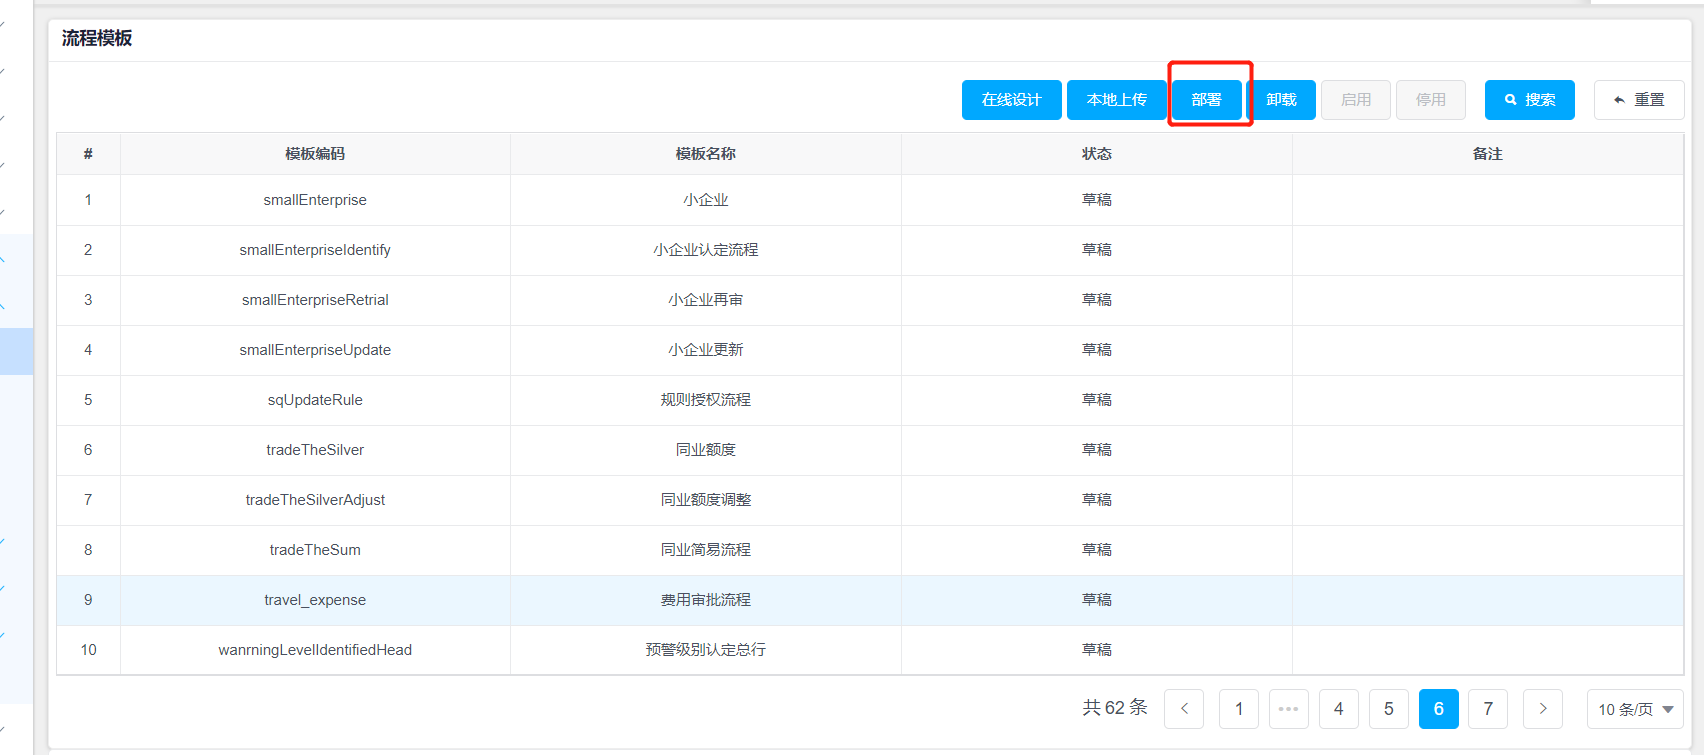 流程模板
在线设计 本地上传 部署 卸载 启用 停用 搜索 重置
# 模板编码 模板名称 状态 备注
1 smallEnterprise 小企业 草稿
2 smallEnterpriseIdentify 小企业认定流程 草稿
3 smallEnterpriseRetrial 小企业再审 草稿
4 smallEnterpriseUpdate 小企业更新 草稿
5 sqUpdateRule 规则授权流程 草稿
6 tradeTheSilver 同业额度 草稿
7 tradeTheSilverAdjust 同业额度调整 草稿
8 tradeTheSum 同业简易流程 草稿
9 travel_expense 费用审批流程 草稿
10 wanrningLevelIdentifiedHead 预警级别认定总行 草稿
共 62 条 < 1 ••• 4 5 6 7 > 10 条/页